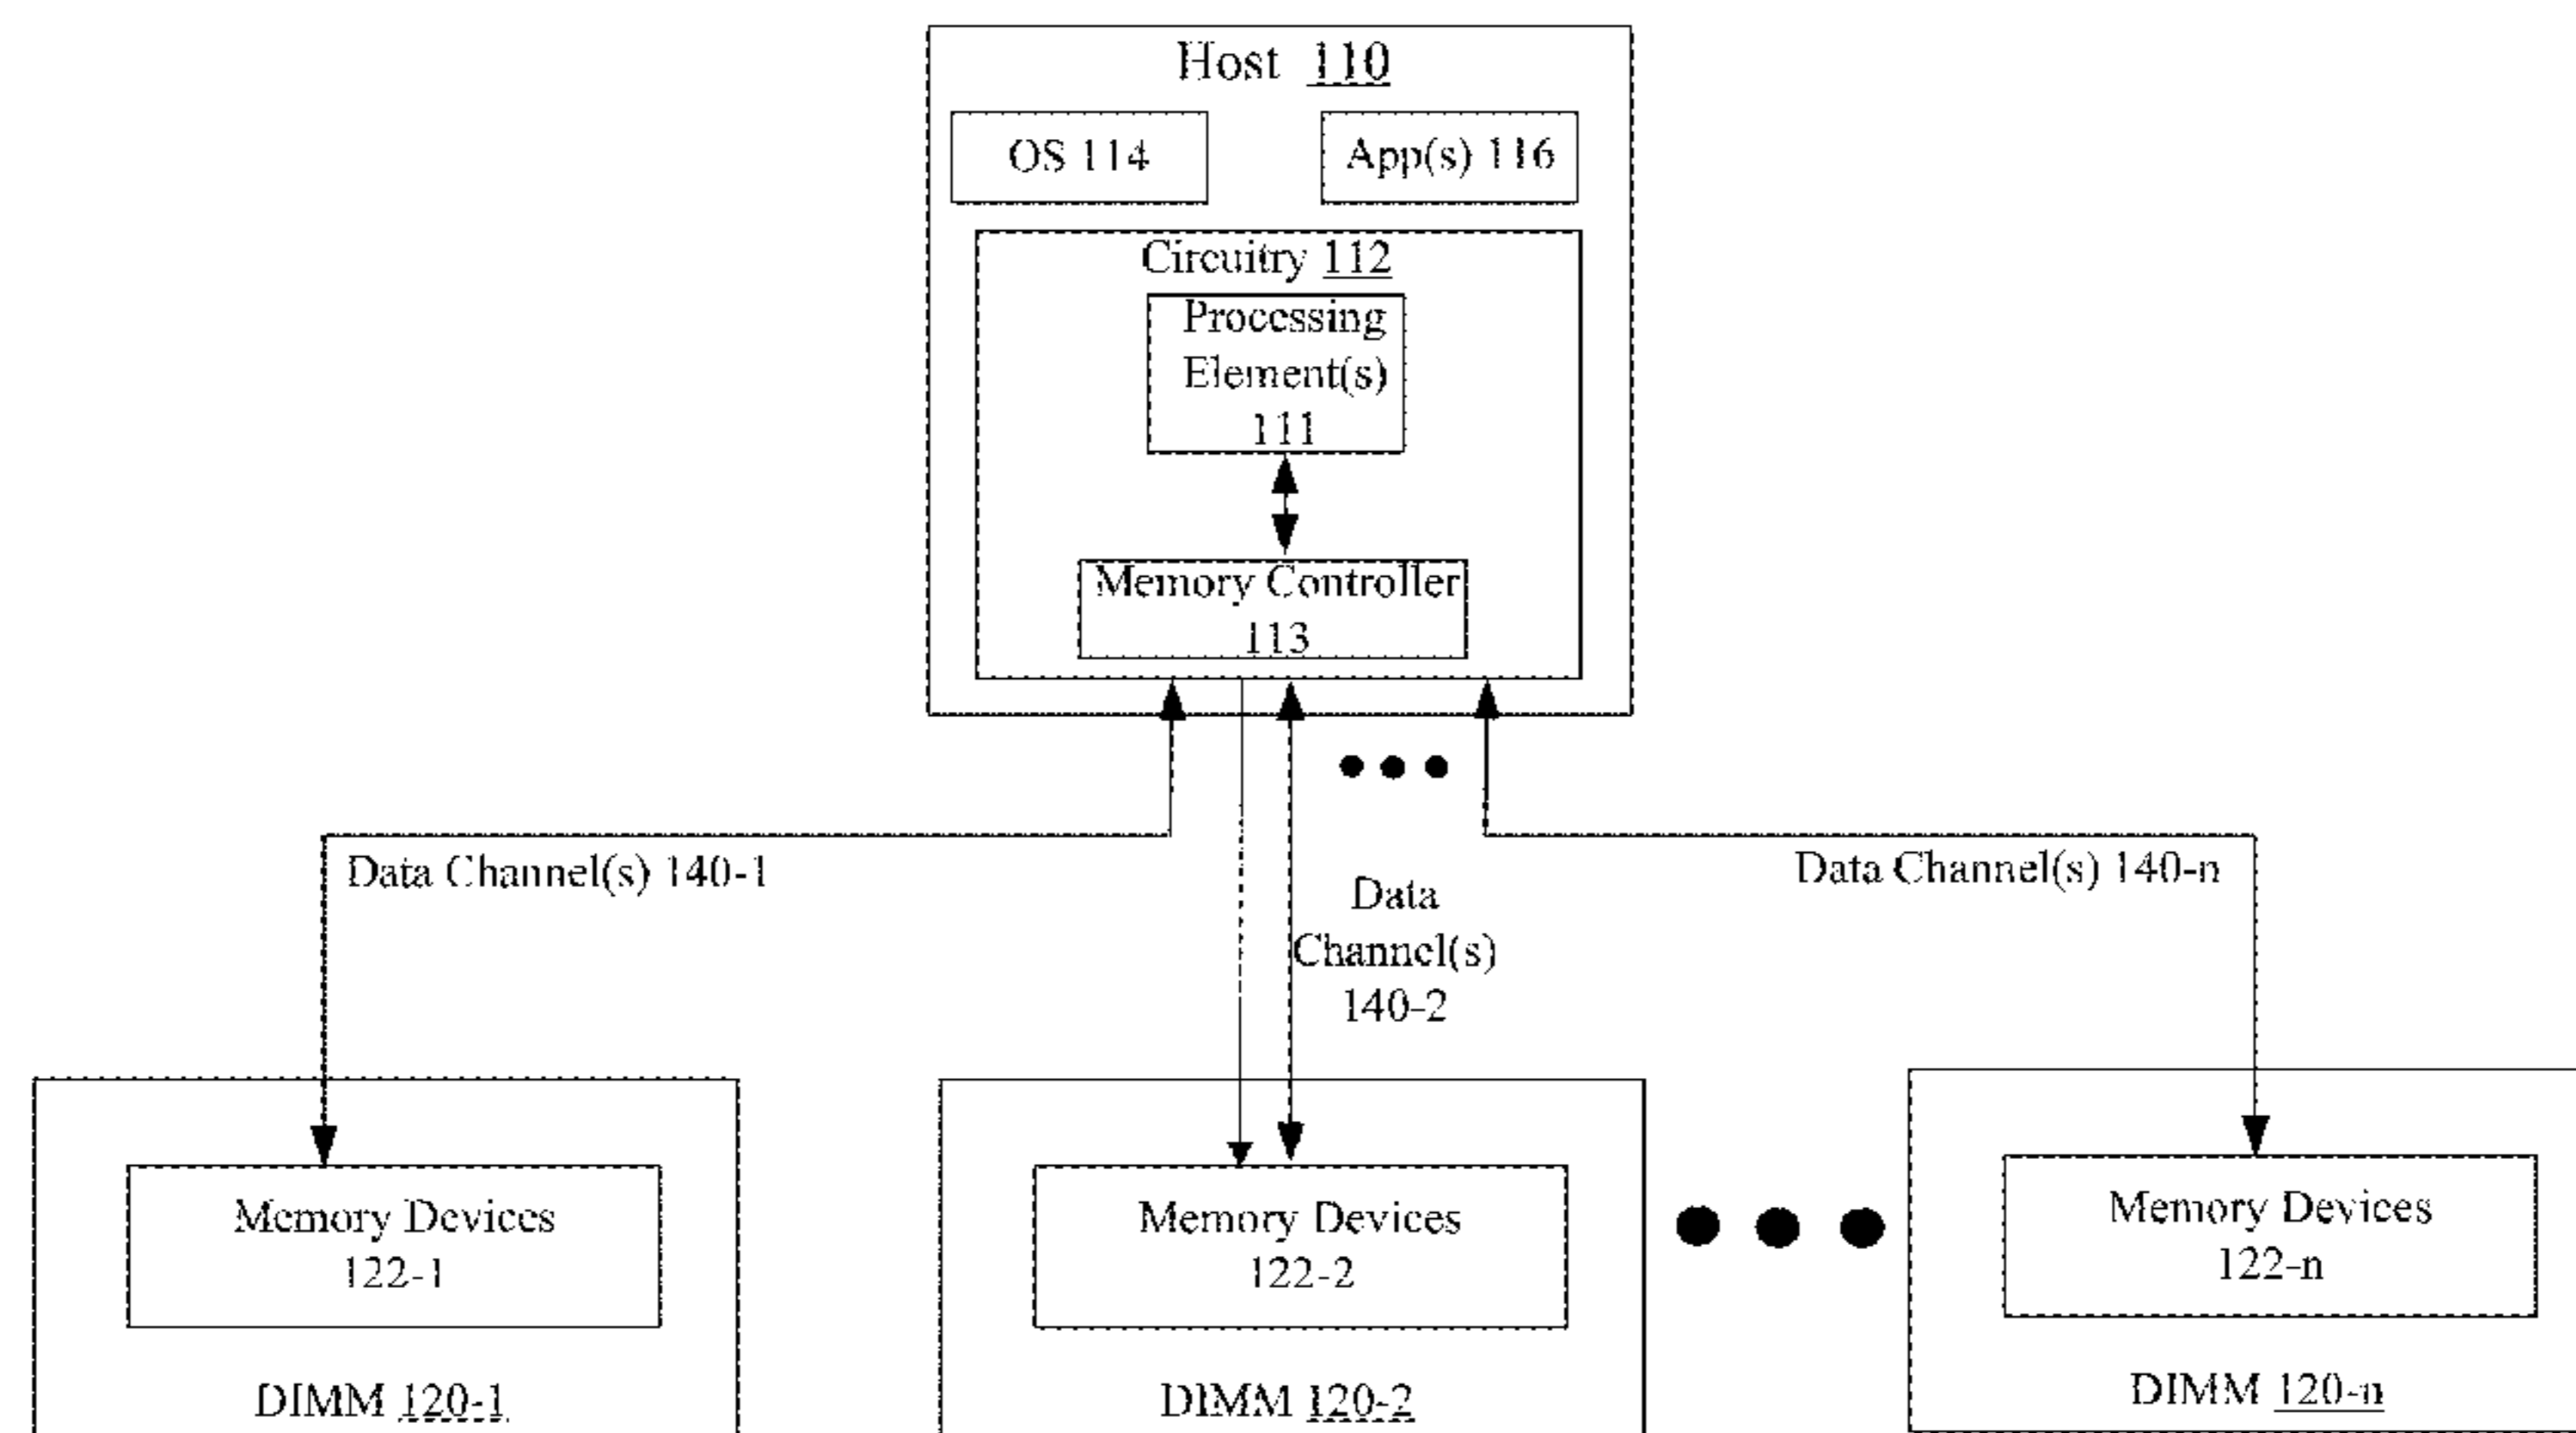 Host 110
OS 114
App(s) 116
Circuitry 112
Processing
Element(s)
111
Memory Controller
113
Data Channel(s) 140-1
Data
Channel(s)
140-2
Data Channel(s) 140-n
Memory Devices
122-1
DIMM 120-1
Memory Devices
122-2
DIMM 120-2
Memory Devices
122-n
DIMM 120-n